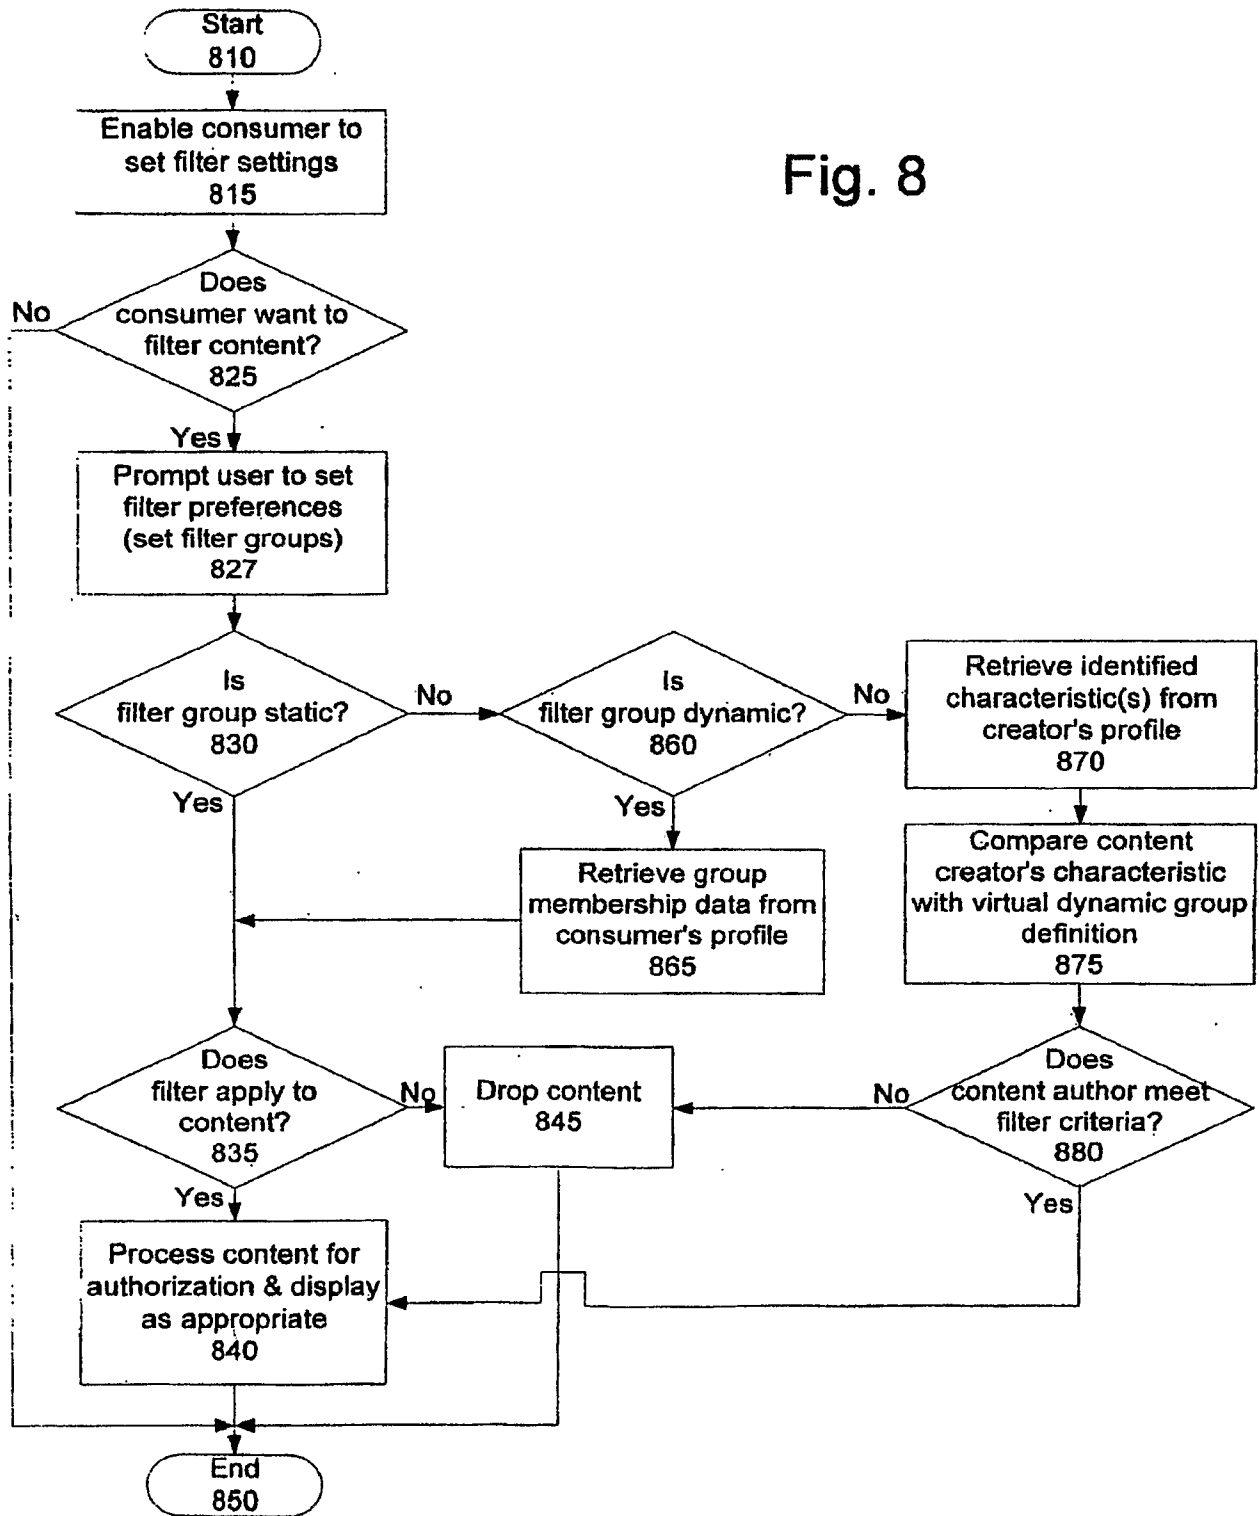 Start
810
Enable consumer to
set filter settings
815
Fig. 8
Does
consumer want to
filter content?
825
No
Yes
Prompt user to set
filter preferences
(set filter groups)
827
Is
filter group static?
830
No
Yes
Is
filter group dynamic?
860
No
Yes
Retrieve identified
characteristic(s) from
creator's profile
870
Retrieve group
membership data from
consumer's profile
865
Compare content
creator's characteristic
with virtual dynamic group
definition
875
Does
filter apply to
content?
835
No
Yes
Drop content
845
Does
content author meet
filter criteria?
880
No
Yes
Process content for
authorization & display
as appropriate
840
End
850